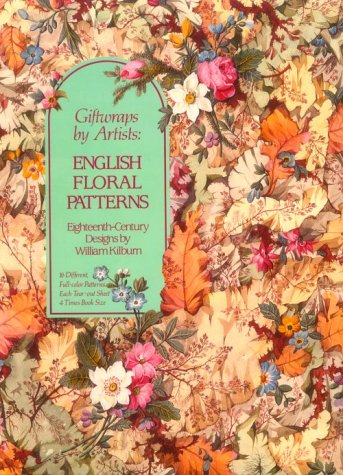 Giftwraps
by Artists:
ENGLISH
FLORAL
PATTERNS
Eighteenth-Century
Designs by
William Kilburn
16 Different,
Full-color Patterns
Each Tear-out Sheet
4 Times Book Size